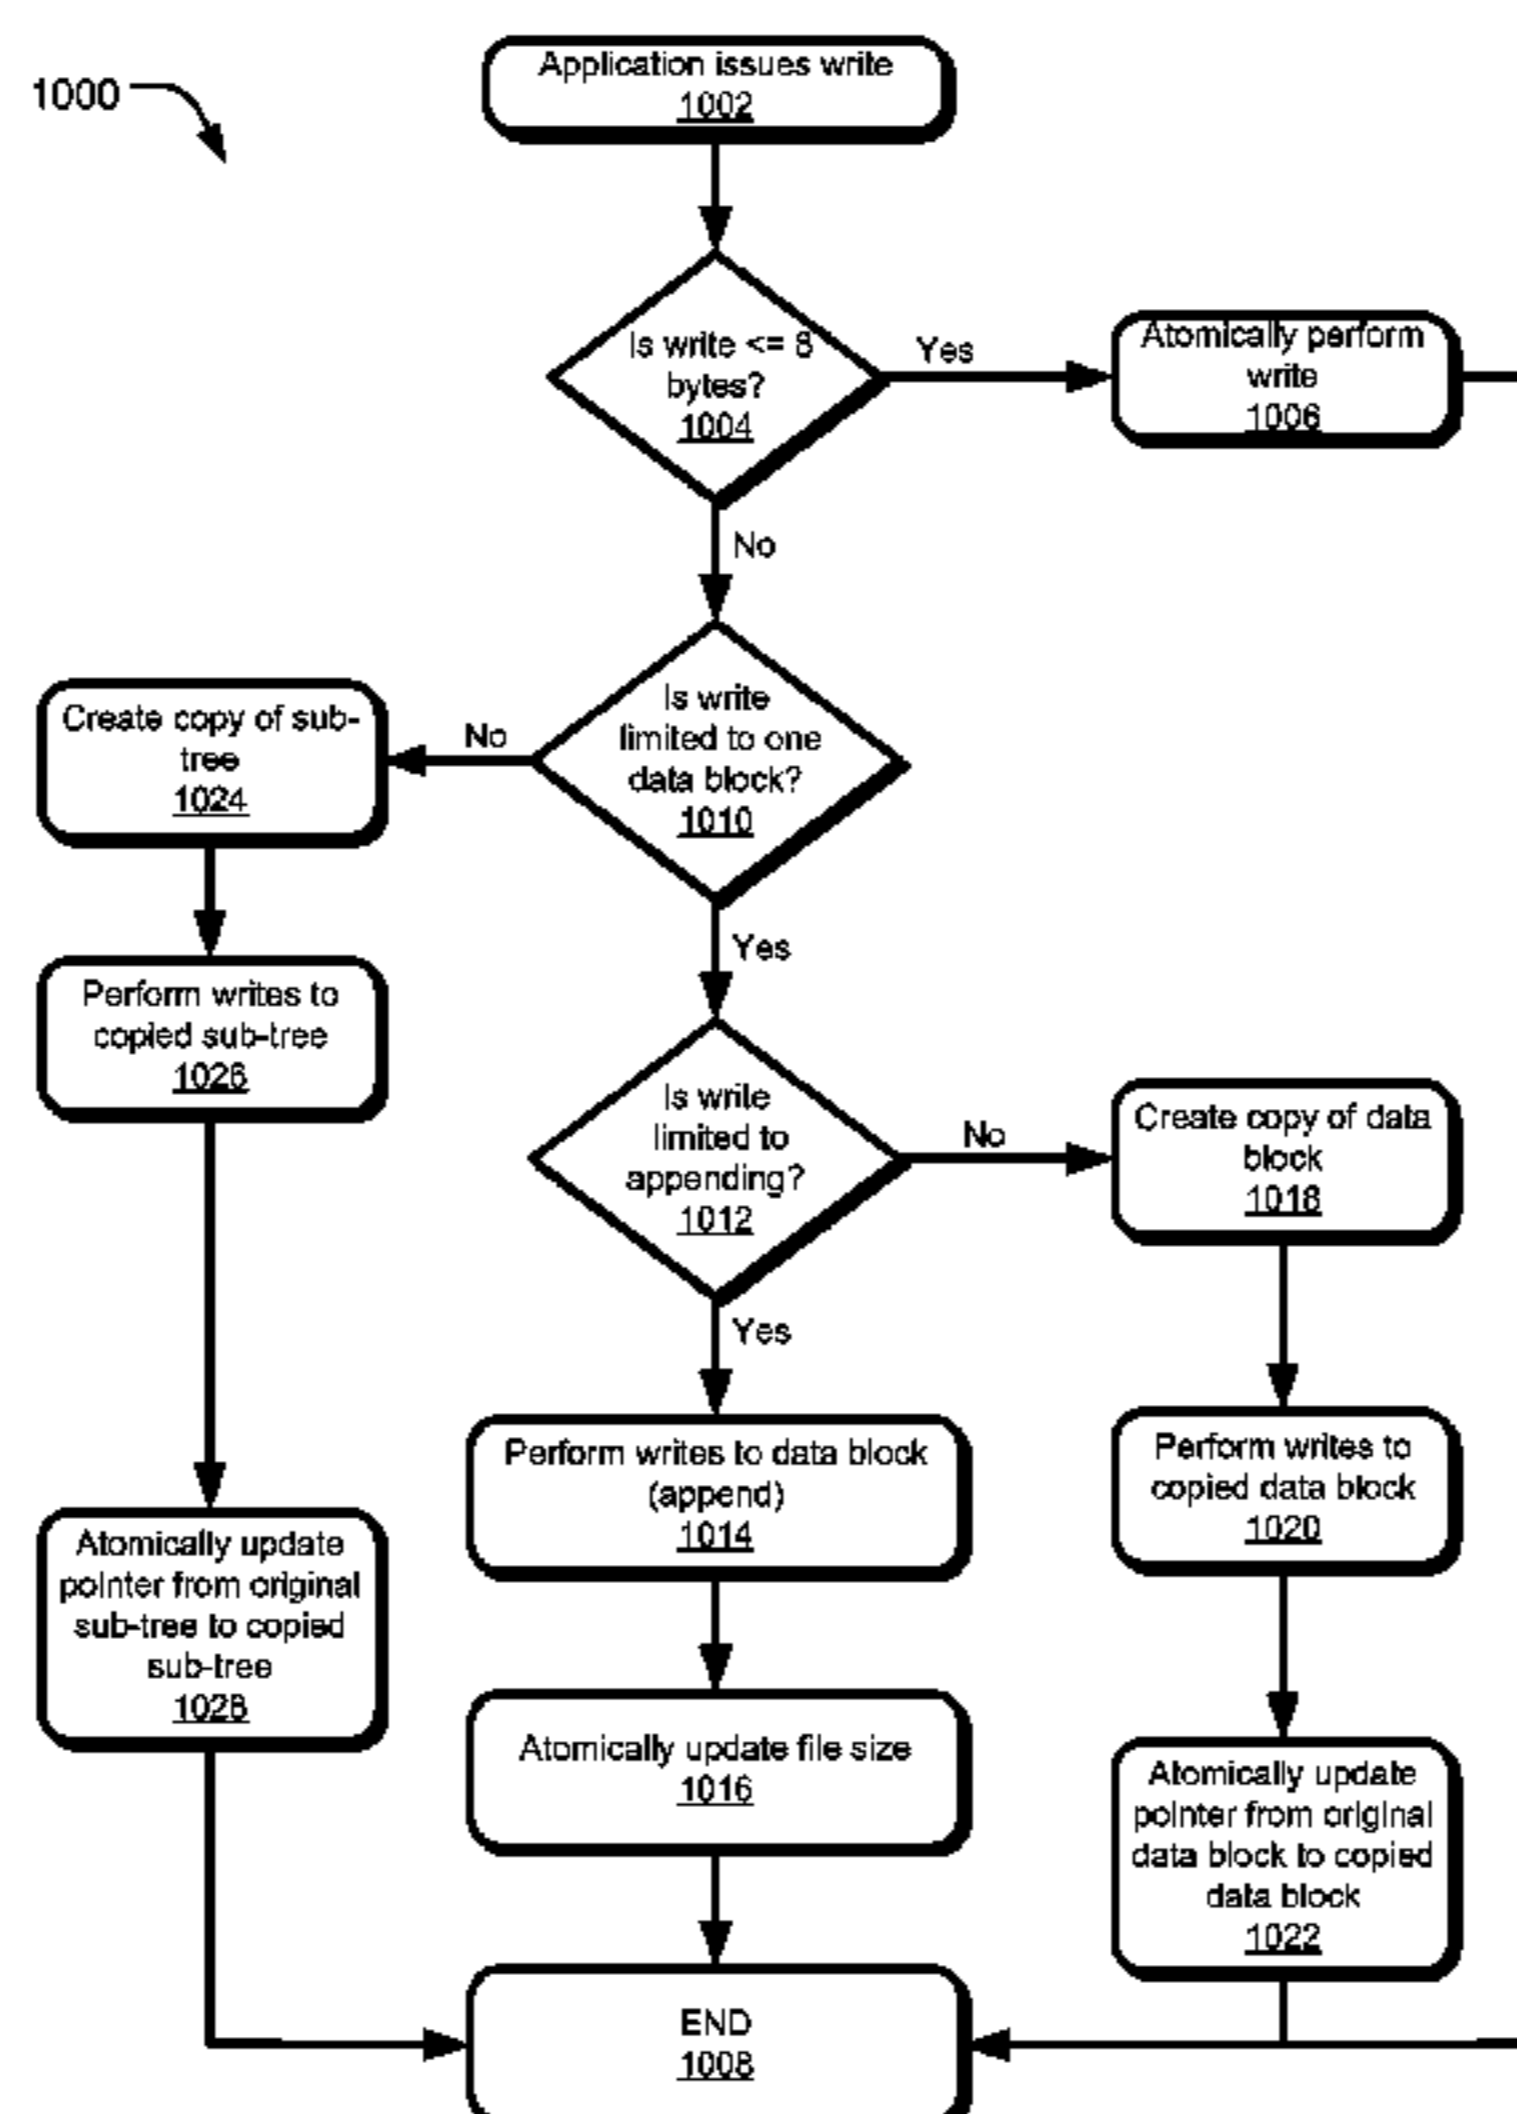 1000
Application issues write
1002
Is write <= 8
bytes?
1004
Yes
Atomically perform
write
1006
No
Is write
limited to one
data block?
1010
No
Create copy of sub-
tree
1024
Yes
Perform writes to
copied sub-tree
1026
Is write
limited to
appending?
1012
No
Create copy of data
block
1018
Yes
Perform writes to data block
(append)
1014
Perform writes to
copied data block
1020
Atomically update
pointer from original
sub-tree to copied
sub-tree
1028
Atomically update file size
1016
Atomically update
pointer from original
data block to copied
data block
1022
END
1008